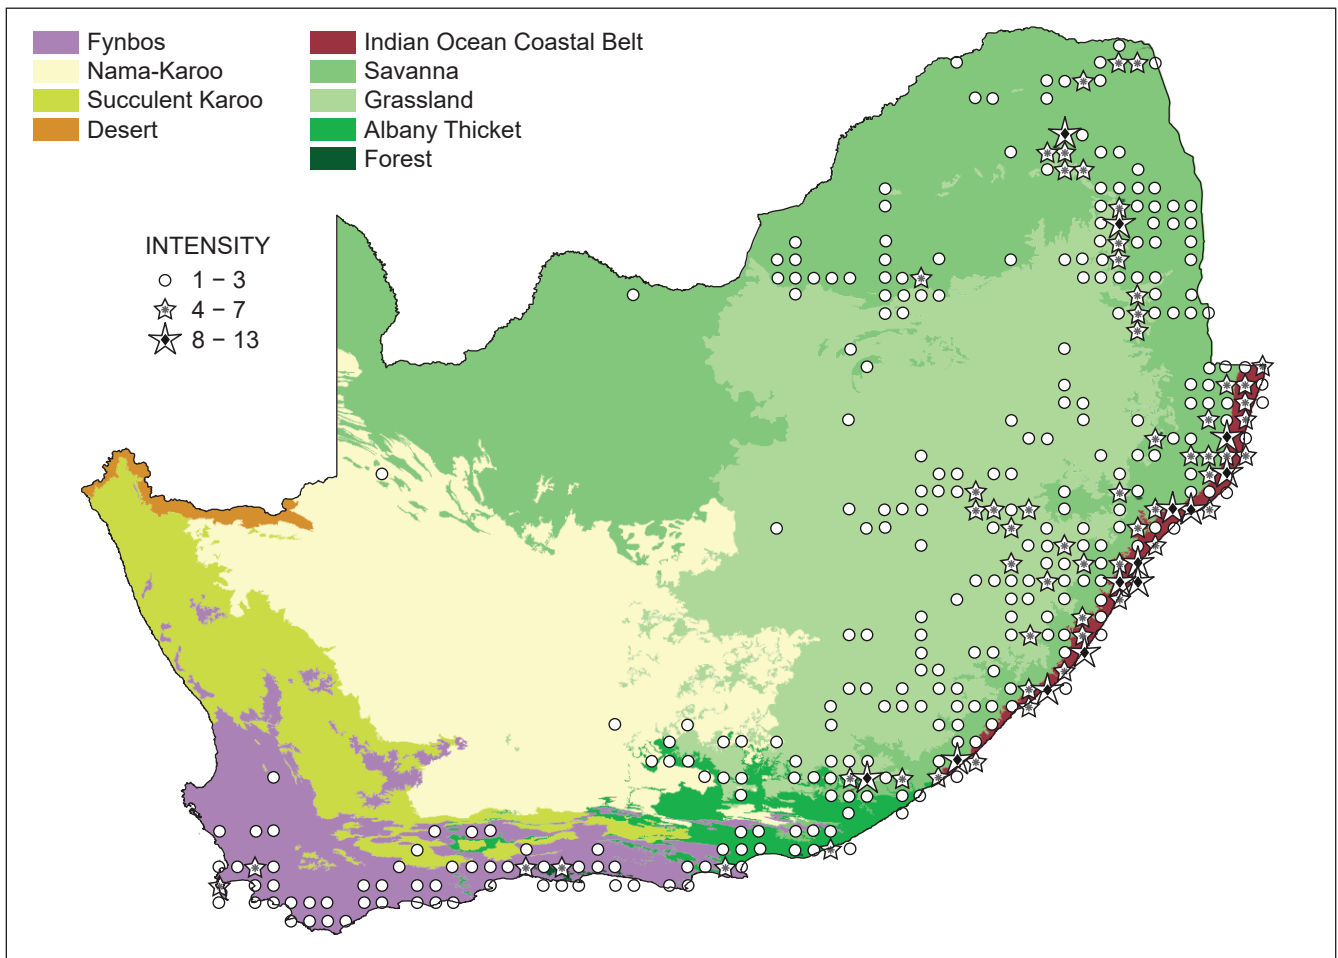 Fynbos
Nama-Karoo
Succulent Karoo
Desert
Indian Ocean Coastal Belt
Savanna
Grassland
Albany Thicket
Forest
INTENSITY
1 – 3
4 – 7
8 – 13